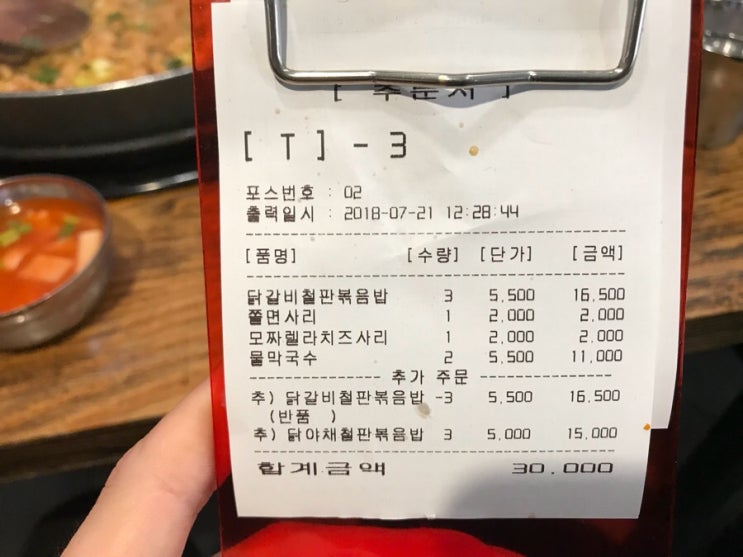 [ 주문서 ]
[ T ] - 3
포스번호 : 02
출력일시 : 2018-07-21 12:28:44
[품명] [수량] [단가] [금액]
닭갈비철판볶음밥 3 5,500 16,500
쫄면사리 1 2,000 2,000
모짜렐라치즈사리 1 2,000 2,000
물막국수 2 5,500 11,000
---------------- 추가 주문 ----------------
추) 닭갈비철판볶음밥 -3 5,500 16,500
(반품 )
추) 닭야채철판볶음밥 3 5,000 15,000
합계금액 30,000